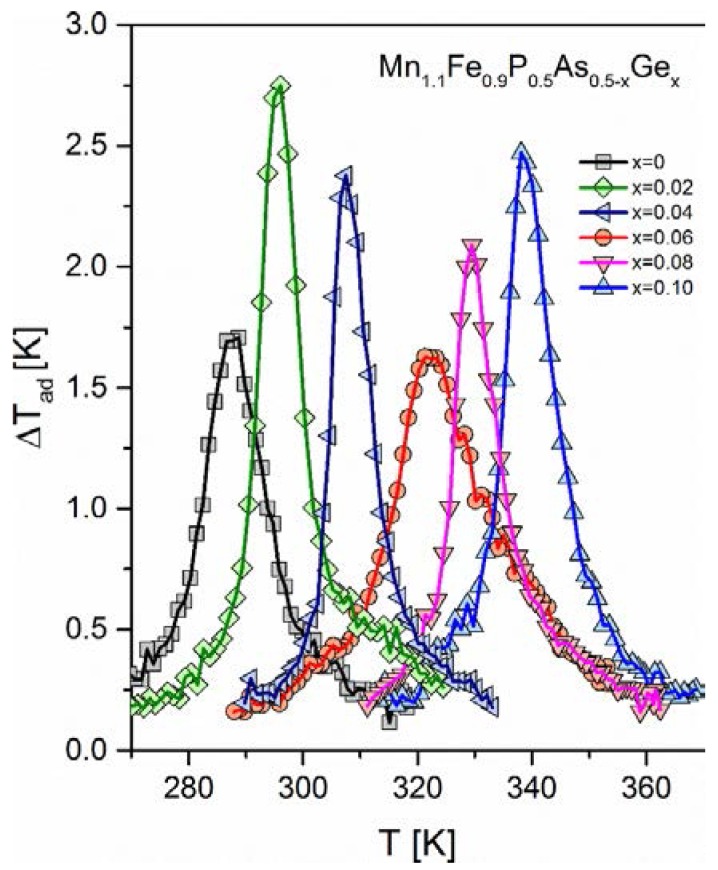 3.0
2.5
2.0
1.5
1.0
0.5
0.0
ΔTad [K]
Mn1.1Fe0.9P0.5As0.5-xGex
x=0
x=0.02
x=0.04
x=0.06
x=0.08
x=0.10
280 300 320 340 360
T [K]